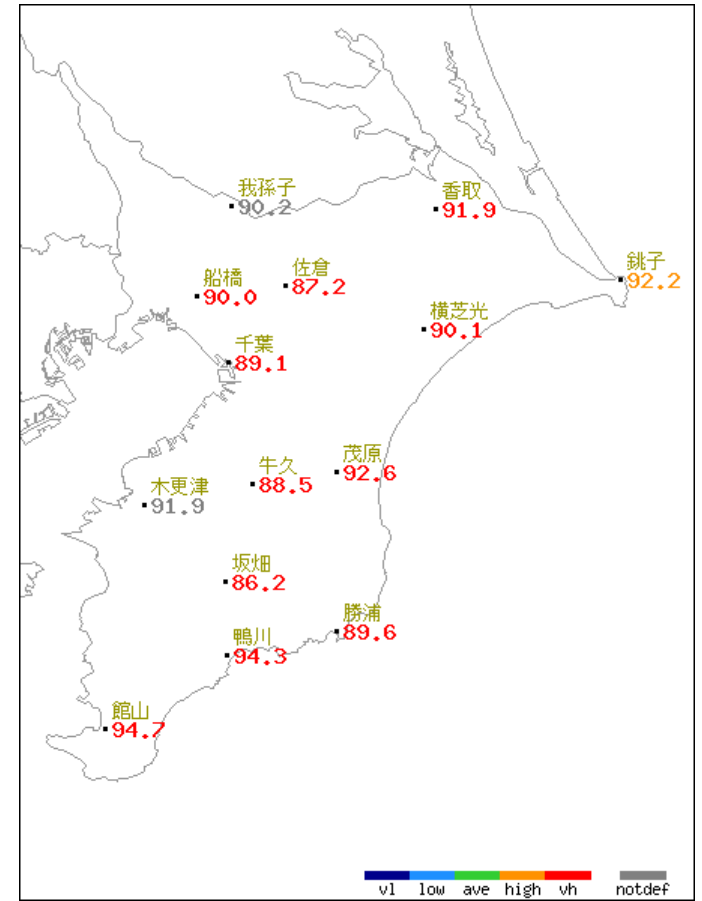 我孫子
90.2
香取
91.9
船橋
90.0
佐倉
87.2
銚子
92.2
横芝光
90.1
千葉
89.1
牛久
88.5
茂原
92.6
木更津
91.9
坂畑
86.2
勝浦
89.6
鴨川
94.3
館山
94.7
vl low ave high vh notdef